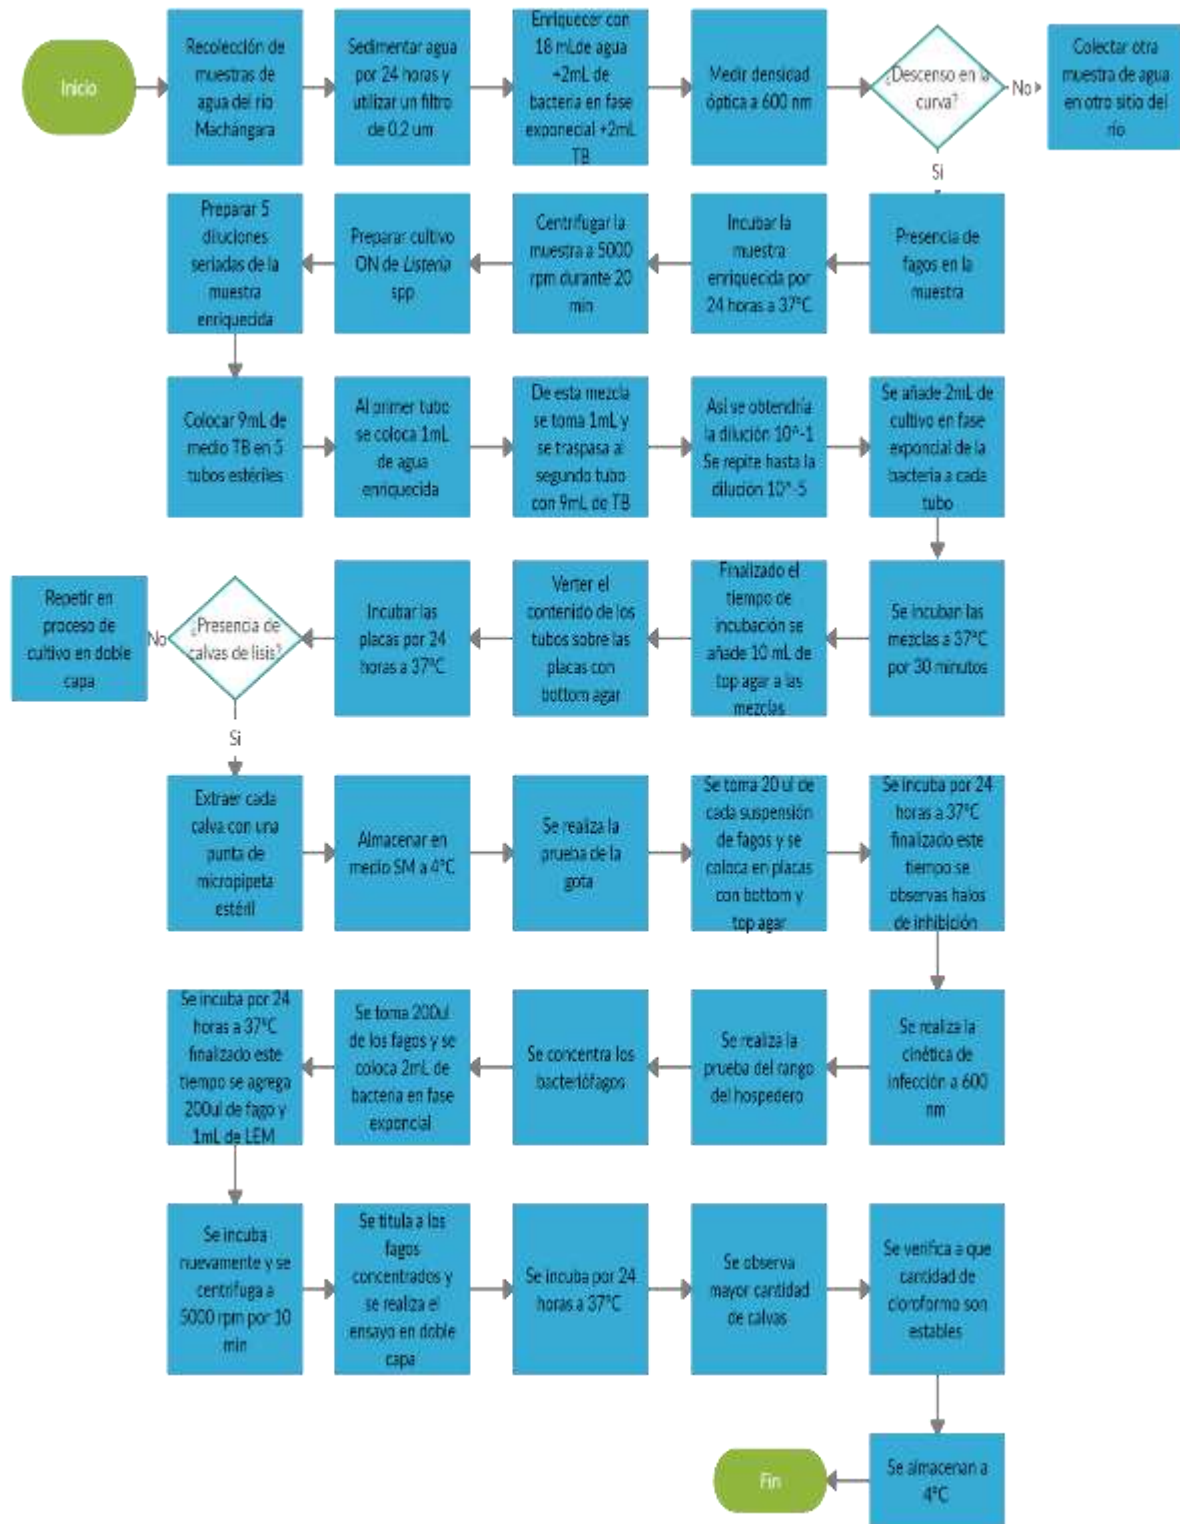 Inicio
Recolección de
muestras de
agua del río
Machángara
Sedimentar agua
por 24 horas y
utilizar un filtro
de 0.2 um
Enriquecer con
18 mLde agua
+2mL de
bacteria en fase
exponecial +2mL
TB
Medir densidad
óptica a 600 nm
¿Descenso en la
curva?
No
Colectar otra
muestra de agua
en otro sitio del
río
Si
Presencia de
fagos en la
muestra
Incubar la
muestra
enriquecida por
24 horas a 37°C
Centrifugar la
muestra a 5000
rpm durante 20
min
Preparar cultivo
ON de Listeria
spp
Preparar 5
diluciones
seriadas de la
muestra
enriquecida
Colocar 9mL de
medio TB en 5
tubos estériles
Al primer tubo
se coloca 1mL
de agua
enriquecida
De esta mezcla
se toma 1mL y
se traspasa al
segundo tubo
con 9mL de TB
Asi se obtendría
la dilución 10^-1
Se repite hasta la
dilución 10^-5
Se añade 2mL de
cultivo en fase
exponcial de la
bacteria a cada
tubo
Se incuban las
mezclas a 37°C
por 30 minutos
Finalizado el
tiempo de
incubación se
añade 10 mL de
top agar a las
mezclas
Verter el
contenido de los
tubos sobre las
placas con
bottom agar
Incubar las
placas por 24
horas a 37°C
¿Presencia de
calvas de lisis?
No
Repetir en
proceso de
cultivo en doble
capa
Si
Extraer cada
calva con una
punta de
micropipeta
estéril
Almacenar en
medio SM a 4°C
Se realiza la
prueba de la
gota
Se toma 20 ul de
cada suspensión
de fagos y se
coloca en placas
con bottom y
top agar
Se incuba por 24
horas a 37°C
finalizado este
tiempo se
observas halos
de inhibición
Se realiza la
cinética de
infección a 600
nm
Se realiza la
prueba del rango
del hospedero
Se concentra los
bacteriófagos
Se toma 200ul
de los fagos y se
coloca 2mL de
bacteria en fase
exponcial
Se incuba por 24
horas a 37°C
finalizado este
tiempo se agrega
200ul de fago y
1mL de LEM
Se incuba
nuevamente y se
centrifuga a
5000 rpm por 10
min
Se titula a los
fagos
concentrados y
se realiza el
ensayo en doble
capa
Se incuba por 24
horas a 37°C
Se observa
mayor cantidad
de calvas
Se verifica a que
cantidad de
cloroformo son
estables
Se almacenan a
4°C
Fin